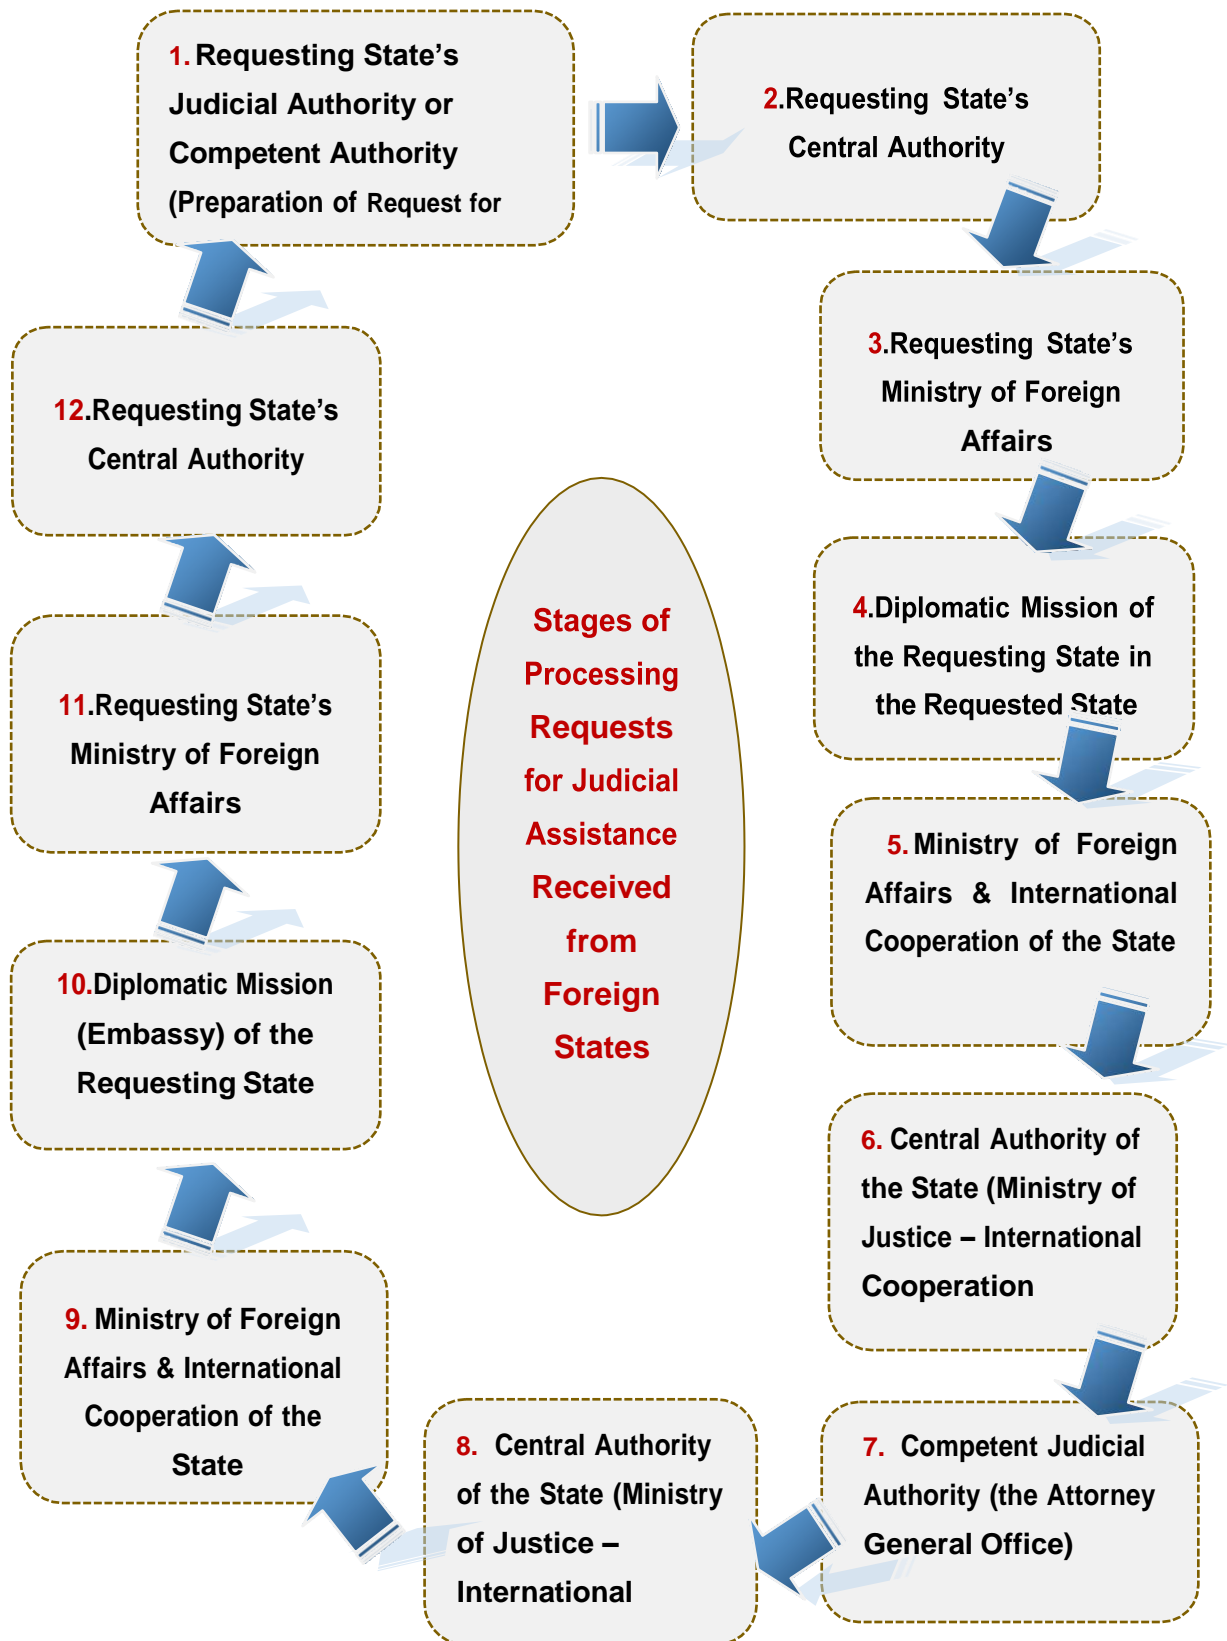 1. Requesting State’s
Judicial Authority or
Competent Authority
(Preparation of Request for
2.Requesting State’s
Central Authority
3.Requesting State’s
Ministry of Foreign
Affairs
4.Diplomatic Mission of
the Requesting State in
the Requested State
5. Ministry of Foreign
Affairs & International
Cooperation of the State
6. Central Authority of
the State (Ministry of
Justice – International
Cooperation
7. Competent Judicial
Authority (the Attorney
General Office)
8. Central Authority
of the State (Ministry
of Justice –
International
9. Ministry of Foreign
Affairs & International
Cooperation of the
State
10.Diplomatic Mission
(Embassy) of the
Requesting State
11.Requesting State’s
Ministry of Foreign
Affairs
12.Requesting State’s
Central Authority
Stages of
Processing
Requests
for Judicial
Assistance
Received
from
Foreign
States